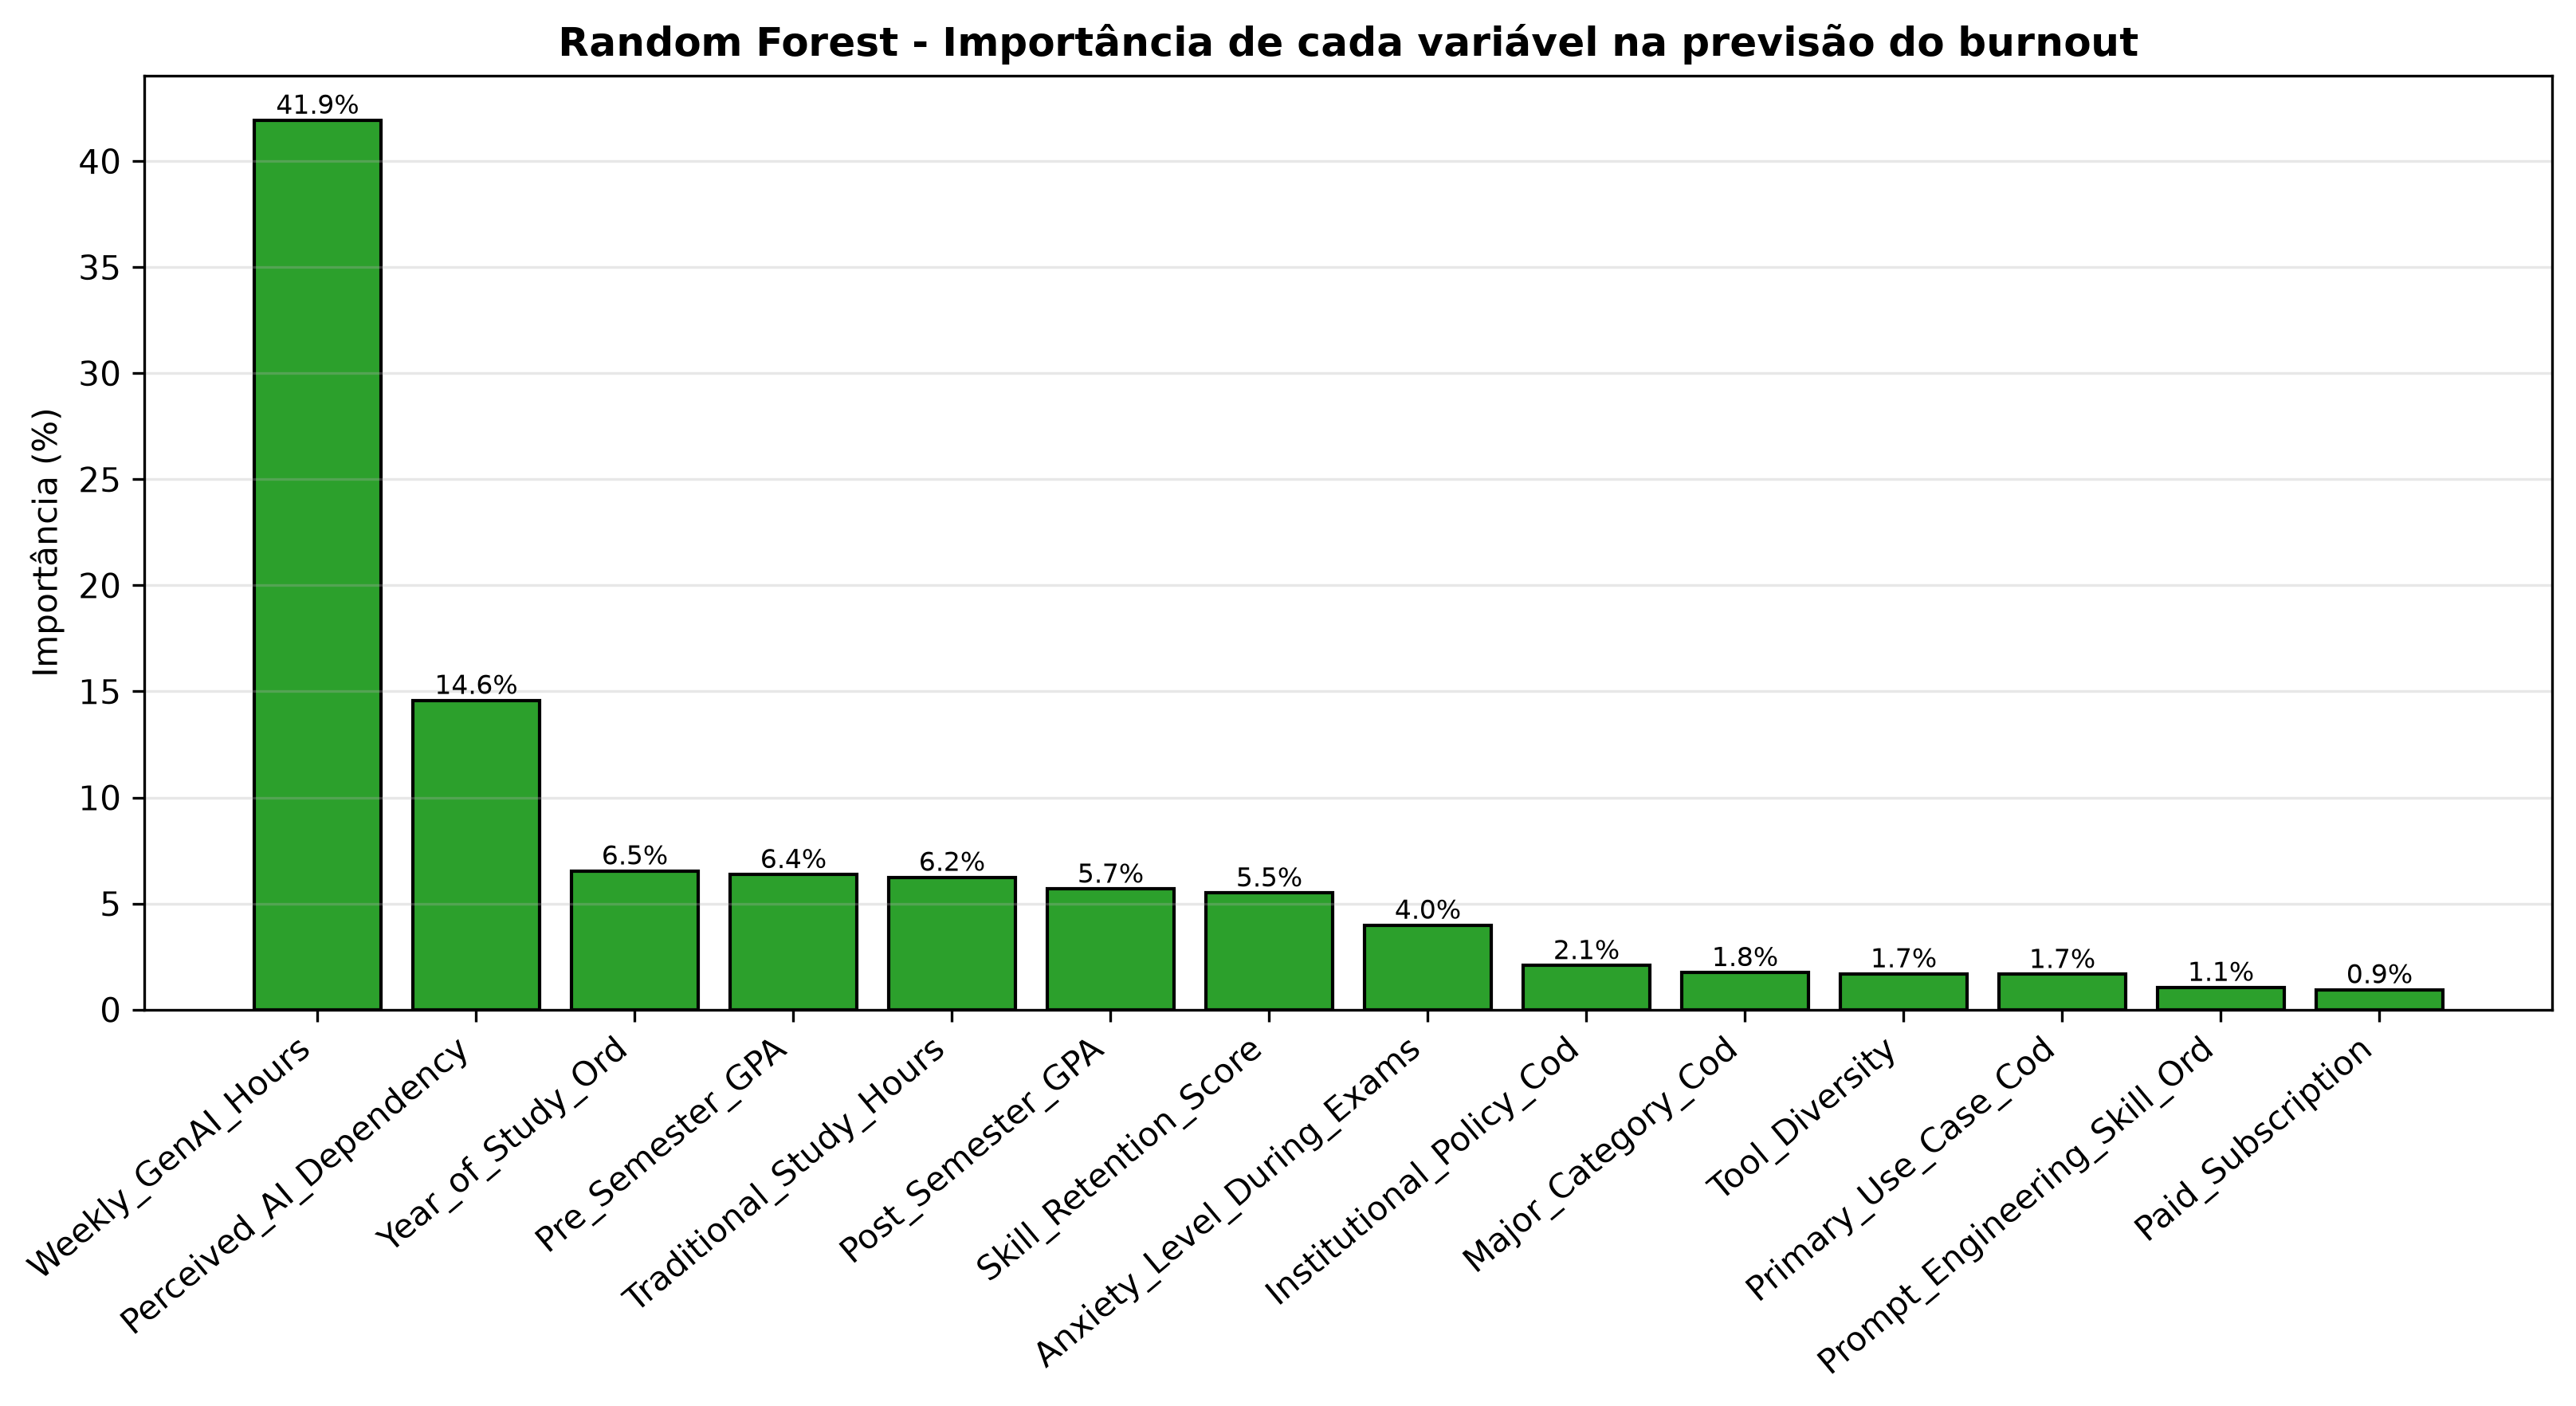 Random Forest - Importância de cada variável na previsão do burnout
Importância (%)
40
35
30
25
20
15
10
5
0
41.9%
14.6%
6.5%
6.4%
6.2%
5.7%
5.5%
4.0%
2.1%
1.8%
1.7%
1.7%
1.1%
0.9%
Weekly_GenAI_Hours
Perceived_AI_Dependency
Year_of_Study_Ord
Pre_Semester_GPA
Traditional_Study_Hours
Post_Semester_GPA
Skill_Retention_Score
Anxiety_Level_During_Exams
Institutional_Policy_Cod
Major_Category_Cod
Tool_Diversity
Primary_Use_Case_Cod
Prompt_Engineering_Skill_Ord
Paid_Subscription